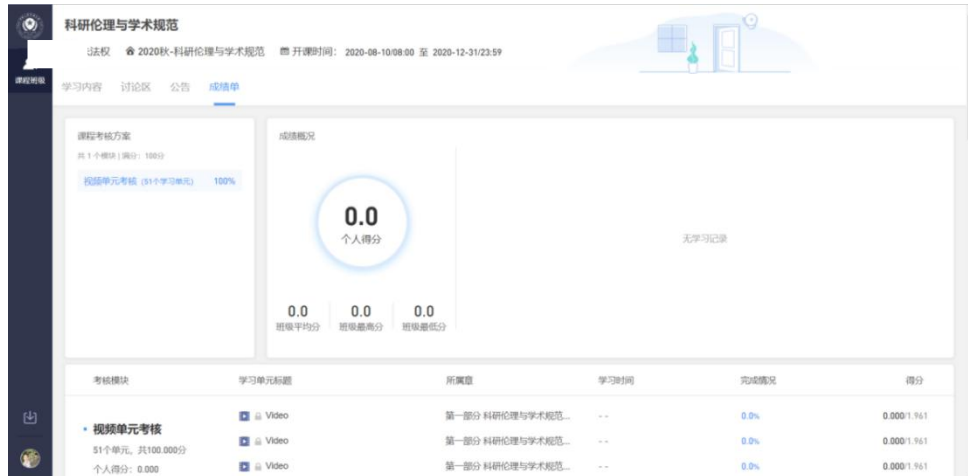 科研伦理与学术规范
法权 2020秋-科研伦理与学术规范 开课时间： 2020-08-10/08:00 至 2020-12-31/23:59
课程班级
学习内容 讨论区 公告 成绩单
课程考核方案
共 1 个模块 | 满分：100分
视频单元考核 (51个学习单元) 100%
成绩概况
0.0
个人得分
无学习记录
0.0 0.0 0.0
班级平均分 班级最高分 班级最低分
考核模块 学习单元标题 所属章 学习时间 完成情况 得分
Video 第一部分 科研伦理与学术规范... -- 0.0% 0.000/1.961
视频单元考核
51个单元，共100.000分
Video 第一部分 科研伦理与学术规范... -- 0.0% 0.000/1.961
个人得分：0.000
Video 第一部分 科研伦理与学术规范... -- 0.0% 0.000/1.961